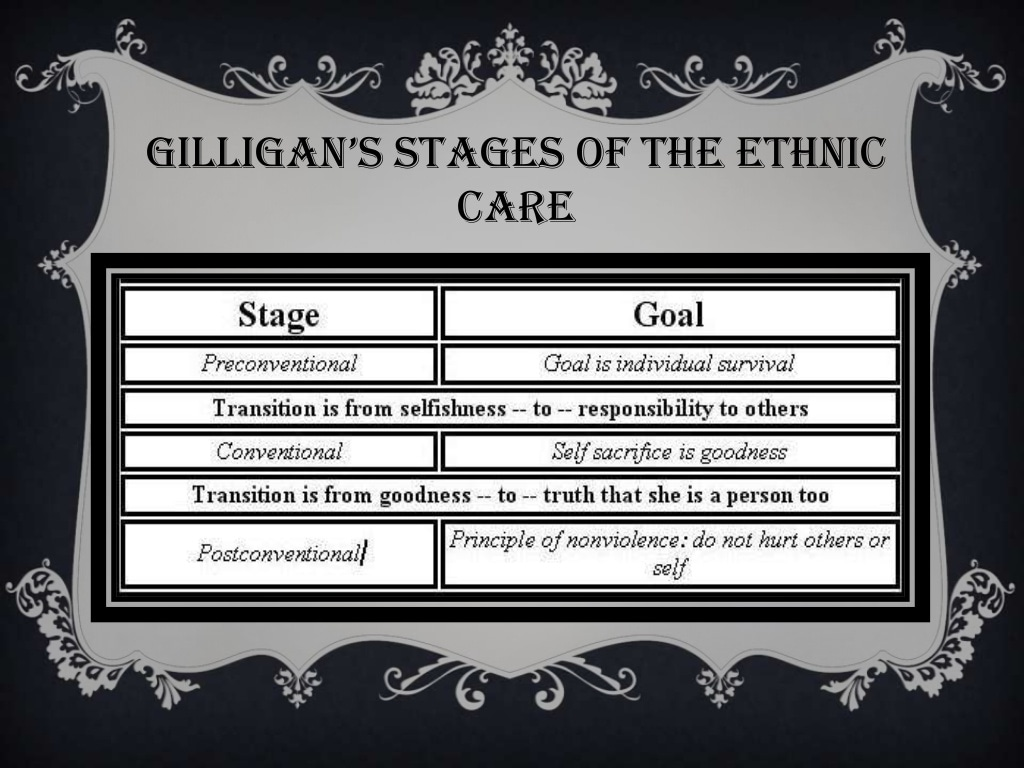 GILLIGAN'S STAGES OF THE ETHNIC
CARE
Stage Goal
Preconventional Goal is individual survival
Transition is from selfishness -- to -- responsibility to others
Conventional Self sacrifice is goodness
Transition is from goodness -- to -- truth that she is a person too
Postconventional Principle of nonviolence: do not hurt others or
self